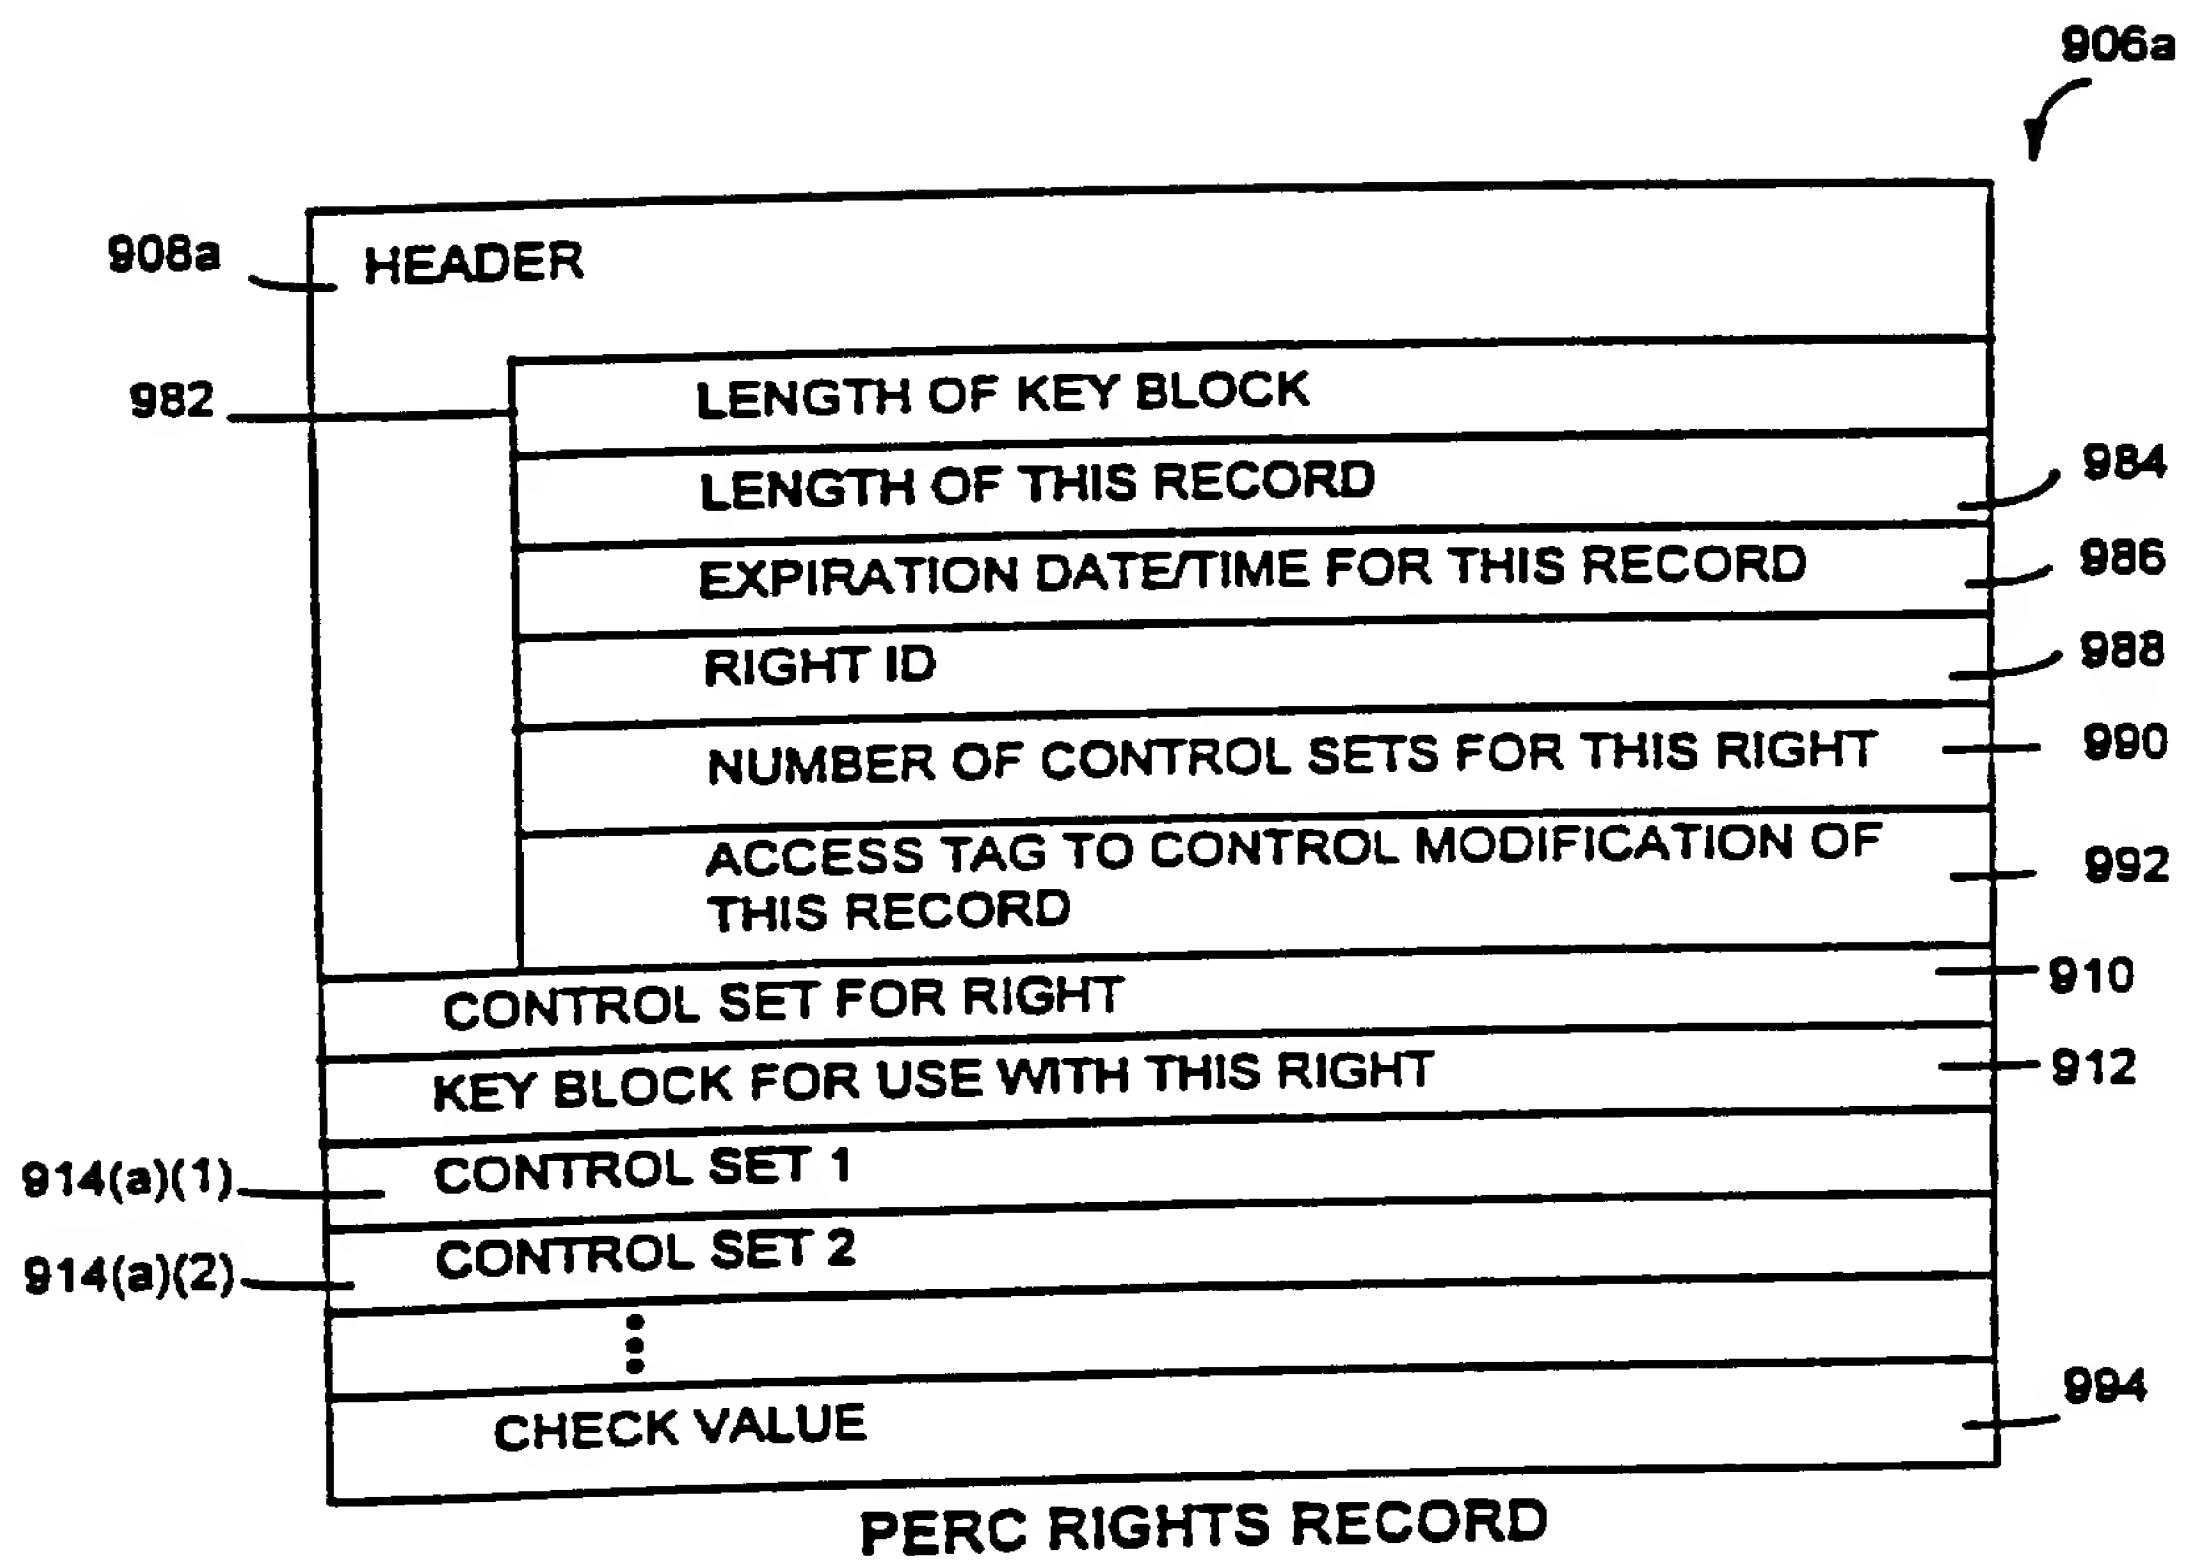 906a
908a
HEADER
982
LENGTH OF KEY BLOCK
LENGTH OF THIS RECORD
984
EXPIRATION DATE/TIME FOR THIS RECORD
986
RIGHT ID
988
NUMBER OF CONTROL SETS FOR THIS RIGHT
990
ACCESS TAG TO CONTROL MODIFICATION OF
THIS RECORD
992
CONTROL SET FOR RIGHT
910
KEY BLOCK FOR USE WITH THIS RIGHT
912
914(a)(1)
CONTROL SET 1
914(a)(2)
CONTROL SET 2
CHECK VALUE
994
PERC RIGHTS RECORD